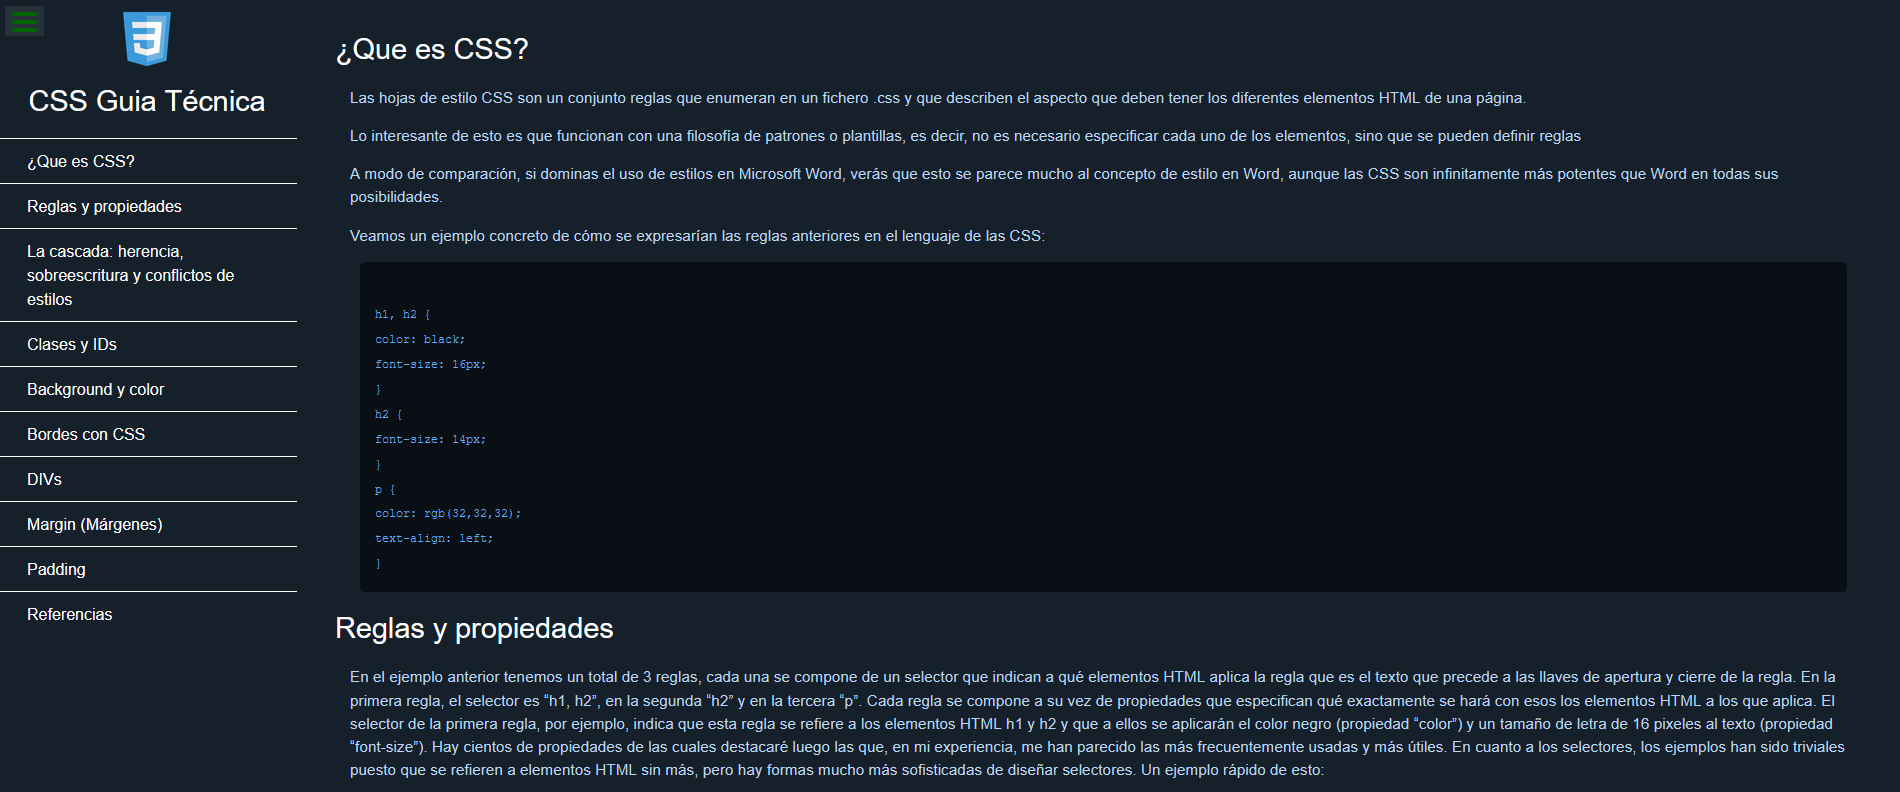 CSS Guia Técnica
¿Que es CSS?
Reglas y propiedades
La cascada: herencia,
sobreescritura y conflictos de
estilos
Clases y IDs
Background y color
Bordes con CSS
DIVs
Margin (Márgenes)
Padding
Referencias
¿Que es CSS?
Las hojas de estilo CSS son un conjunto reglas que enumeran en un fichero .css y que describen el aspecto que deben tener los diferentes elementos HTML de una página.
Lo interesante de esto es que funcionan con una filosofía de patrones o plantillas, es decir, no es necesario especificar cada uno de los elementos, sino que se pueden definir reglas
A modo de comparación, si dominas el uso de estilos en Microsoft Word, verás que esto se parece mucho al concepto de estilo en Word, aunque las CSS son infinitamente más potentes que Word en todas sus
posibilidades.
Veamos un ejemplo concreto de cómo se expresarían las reglas anteriores en el lenguaje de las CSS:
h1, h2 {
color: black;
font-size: 16px;
}
h2 {
font-size: 14px;
}
p {
color: rgb(32,32,32);
text-align: left;
}
Reglas y propiedades
En el ejemplo anterior tenemos un total de 3 reglas, cada una se compone de un selector que indican a qué elementos HTML aplica la regla que es el texto que precede a las llaves de apertura y cierre de la regla. En la
primera regla, el selector es “h1, h2”, en la segunda “h2” y en la tercera “p”. Cada regla se compone a su vez de propiedades que especifican qué exactamente se hará con esos los elementos HTML a los que aplica. El
selector de la primera regla, por ejemplo, indica que esta regla se refiere a los elementos HTML h1 y h2 y que a ellos se aplicarán el color negro (propiedad “color”) y un tamaño de letra de 16 pixeles al texto (propiedad
“font-size”). Hay cientos de propiedades de las cuales destacaré luego las que, en mi experiencia, me han parecido las más frecuentemente usadas y más útiles. En cuanto a los selectores, los ejemplos han sido triviales
puesto que se refieren a elementos HTML sin más, pero hay formas mucho más sofisticadas de diseñar selectores. Un ejemplo rápido de esto: